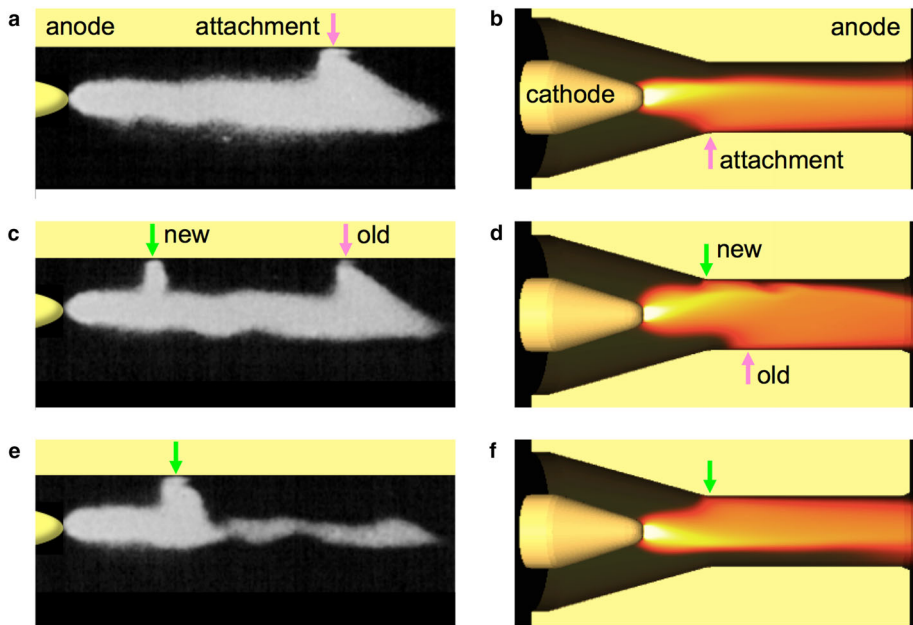 a
anode
attachment
b
anode
cathode
attachment
c
new
old
d
new
old
e
f